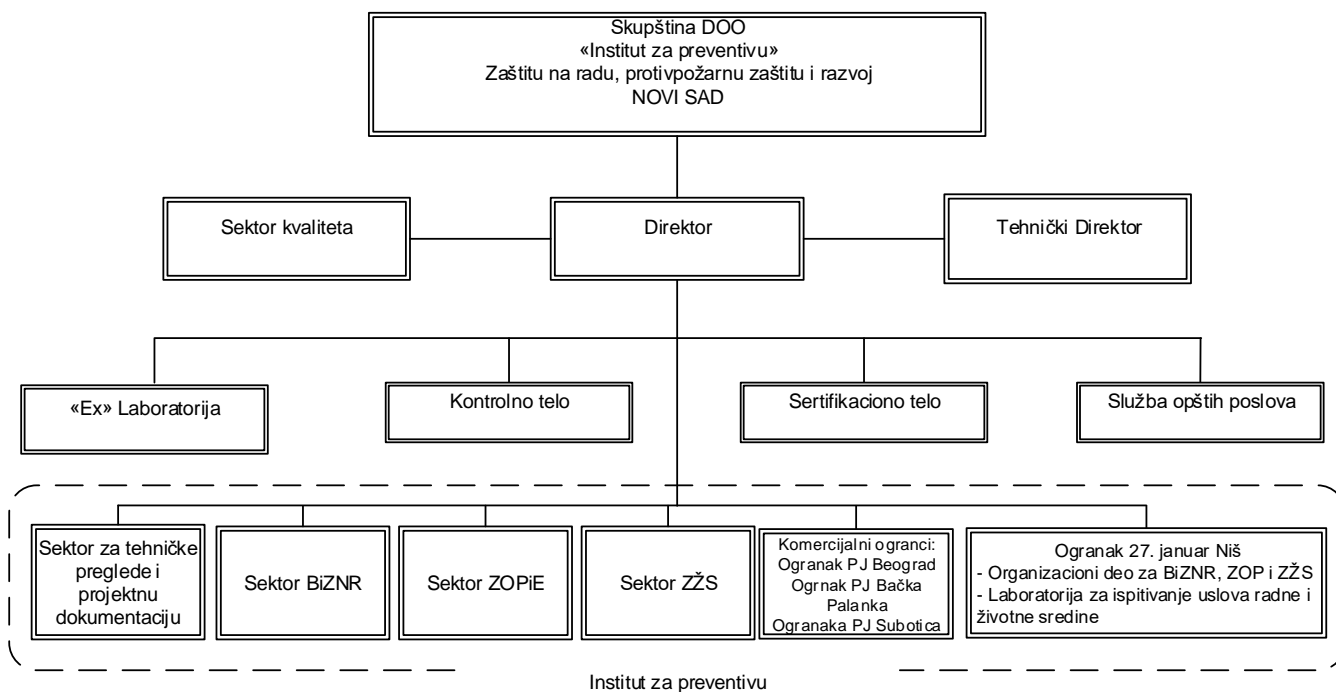 Skupština DOO
«Institut za preventivu»
Zaštitu na radu, protivpožarnu zaštitu i razvoj
NOVI SAD
Sektor kvaliteta
Direktor
Tehnički Direktor
«Ex» Laboratorija
Kontrolno telo
Sertifikaciono telo
Služba opštih poslova
Sektor za tehničke
preglede i
projektnu
dokumentaciju
Sektor BiZNR
Sektor ZOPiE
Sektor ZŽS
Komercijalni ogranci:
Ogranak PJ Beograd
Ogrnak PJ Bačka
Palanka
Ogranaka PJ Subotica
Ogranak 27. januar Niš
- Organizacioni deo za BiZNR, ZOP i ZŽS
- Laboratorija za ispitivanje uslova radne i
životne sredine
Institut za preventivu